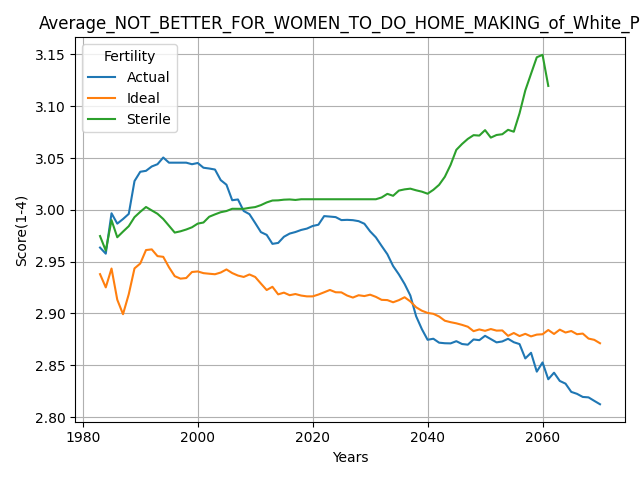 Average_NOT_BETTER_FOR_WOMEN_TO_DO_HOME_MAKING_of_White_P
Fertility
Actual
Ideal
Sterile
3.15
3.10
3.05
3.00
2.95
2.90
2.85
2.80
Score(1-4)
1980
2000
2020
2040
2060
Years